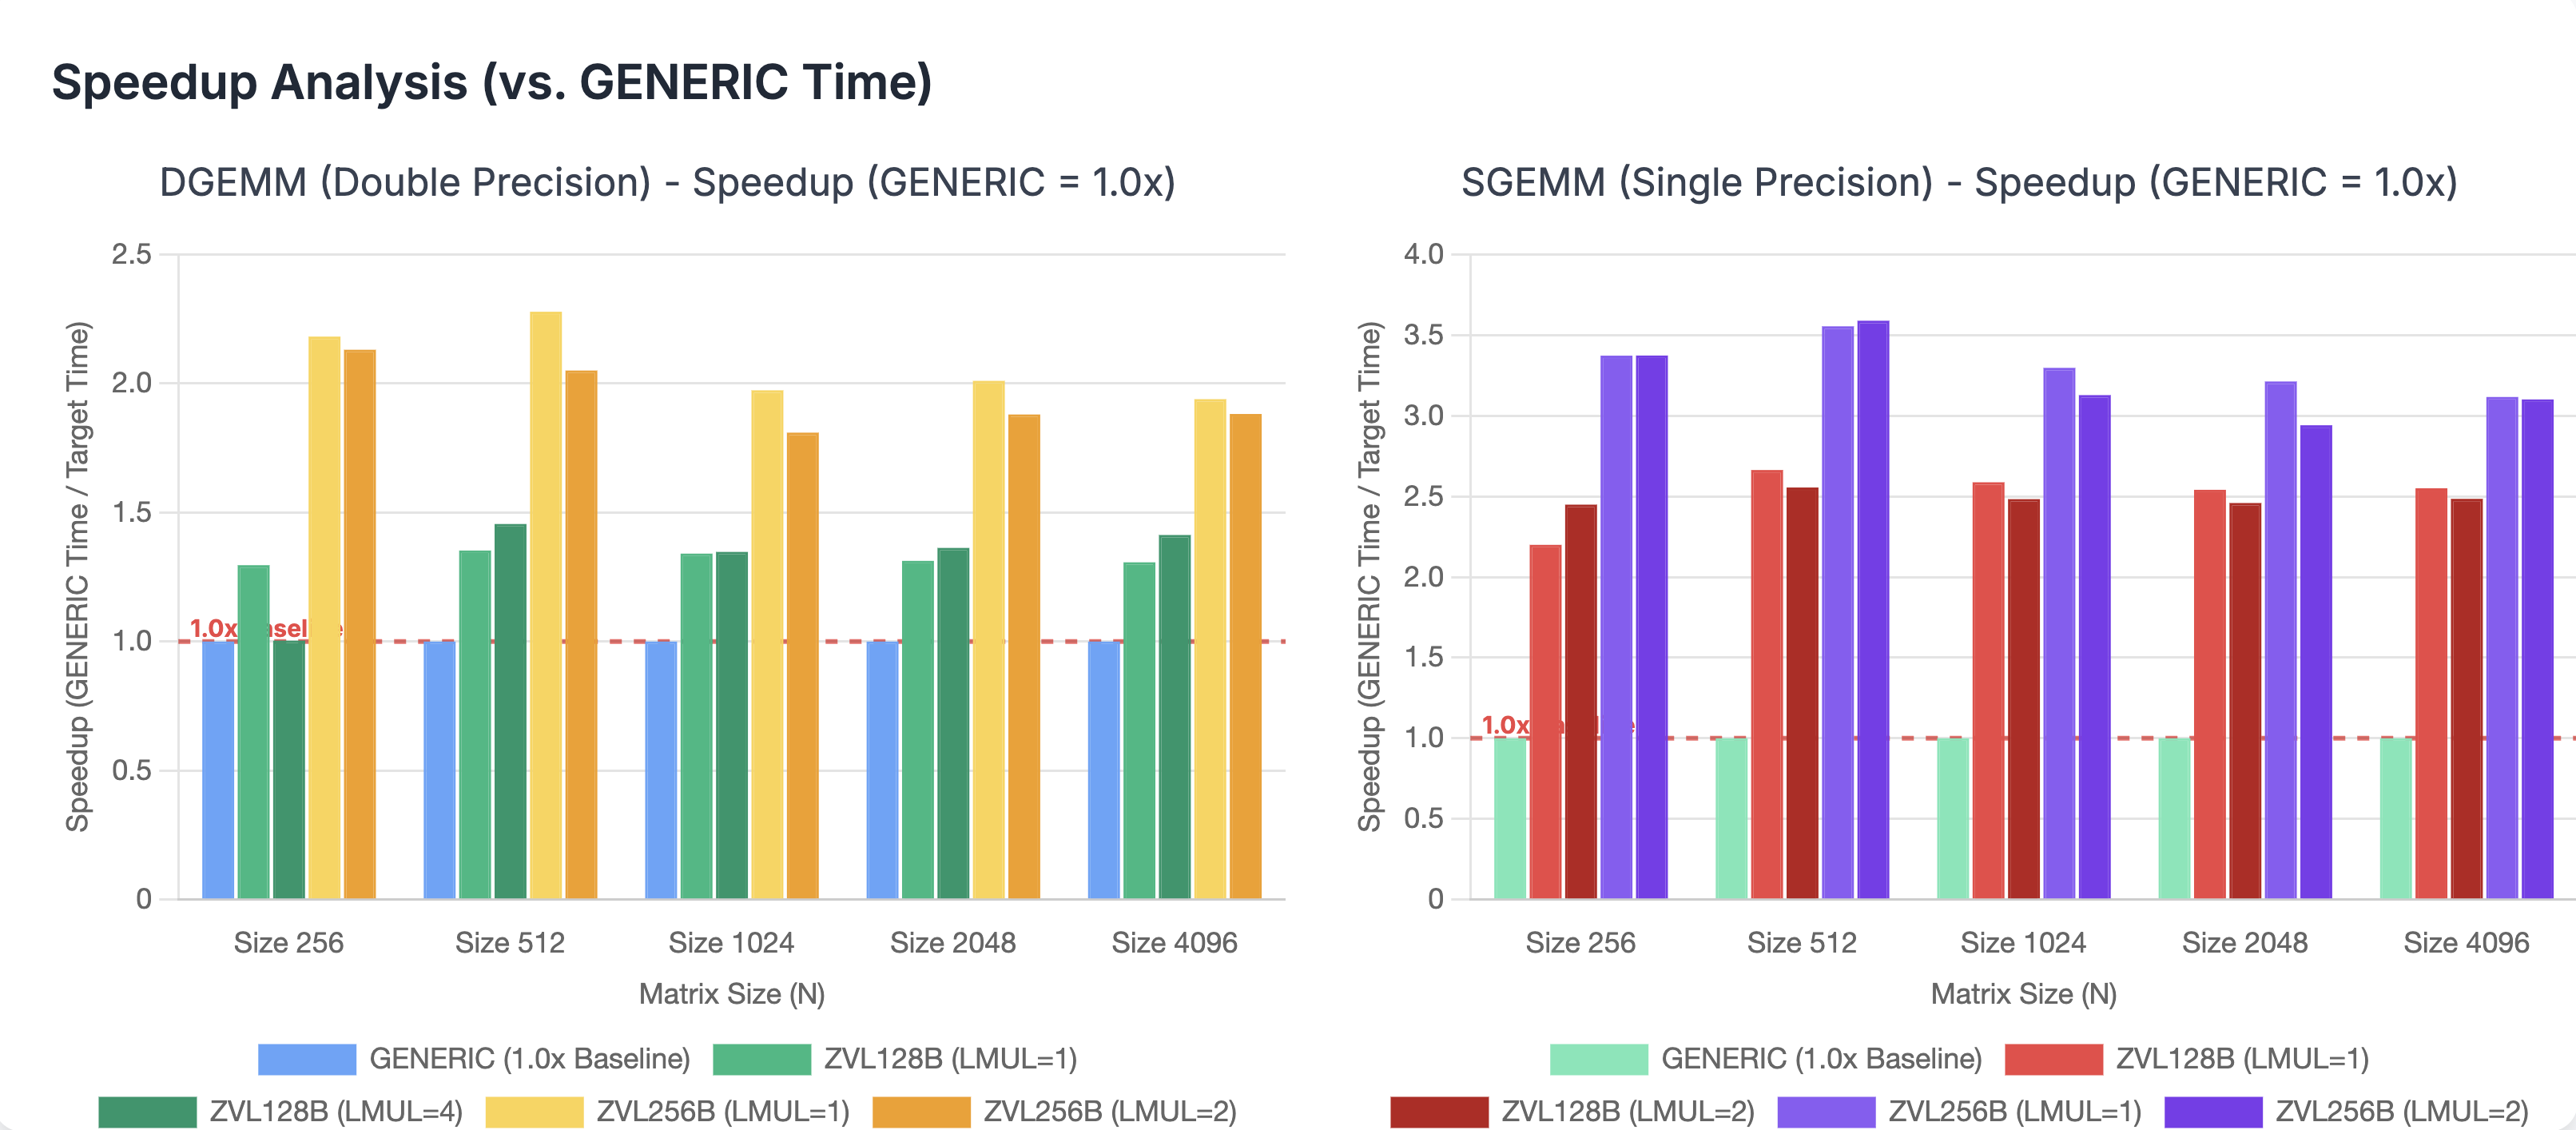 Speedup Analysis (vs. GENERIC Time)
DGEMM (Double Precision) - Speedup (GENERIC = 1.0x)
Speedup (GENERIC Time / Target Time)
2.5
2.0
1.5
1.0
0.5
0
1.0x
Size 256
Size 512
Size 1024
Size 2048
Size 4096
Matrix Size (N)
GENERIC (1.0x Baseline)
ZVL128B (LMUL=1)
ZVL128B (LMUL=4)
ZVL256B (LMUL=1)
ZVL256B (LMUL=2)
SGEMM (Single Precision) - Speedup (GENERIC = 1.0x)
Speedup (GENERIC Time / Target Time)
4.0
3.5
3.0
2.5
2.0
1.5
1.0
0.5
0
1.0x
Size 256
Size 512
Size 1024
Size 2048
Size 4096
Matrix Size (N)
GENERIC (1.0x Baseline)
ZVL128B (LMUL=1)
ZVL128B (LMUL=2)
ZVL256B (LMUL=1)
ZVL256B (LMUL=2)